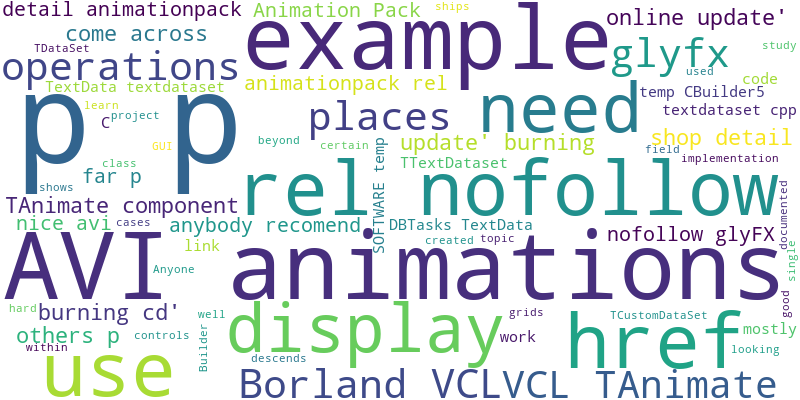 detail animationpack
Animation Pack
ships
online update'
come across
example
TDataSet
glyfx
study
operations
used
TextData textdataset
animationpack rel
code
temp CBuilder5
learn
project
C
places
need
textdataset cpp
p p
GUI
beyond
certain
update' burning
shop detail
field
class
far p
TTextDataset
implementation
shows
rel nofollow
SOFTWARE temp
TAnimate component
nice avi
cases
anybody recomend
DBTasks TextData
nofollow glyFX
documented
link
created
topic
single
AVI animations
Anyone
hard
burning cd'
well
display
grids
href
TCustomDataSet
good
others p
controls
Builder
work
mostly
within
descends
looking
use
Borland VCL
VCL TAnimate